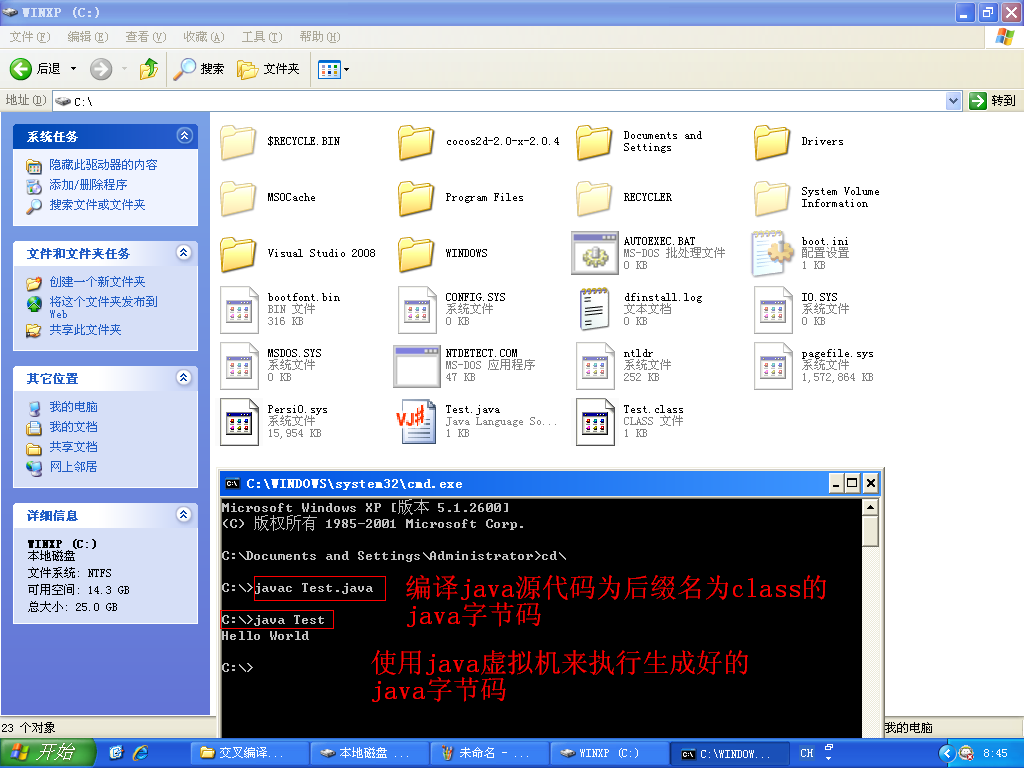 WINXP (C:)
文件(F) 编辑(E) 查看(V) 收藏(A) 工具(T) 帮助(H)
后退 搜索 文件夹
地址(D) C:\ 转到
系统任务
隐藏此驱动器的内容
添加/删除程序
搜索文件或文件夹
文件和文件夹任务
创建一个新文件夹
将这个文件夹发布到
Web
共享此文件夹
其它位置
我的电脑
我的文档
共享文档
网上邻居
详细信息
WINXP (C:)
本地磁盘
文件系统: NTFS
可用空间: 14.3 GB
总大小: 25.0 GB
$RECYCLE.BIN
cocos2d-2.0-x-2.0.4
Documents and
Settings
Drivers
MSOCache
Program Files
RECYCLER
System Volume
Information
Visual Studio 2008
WINDOWS
AUTOEXEC.BAT
MS-DOS 批处理文件
0 KB
boot.ini
配置设置
1 KB
bootfont.bin
BIN 文件
316 KB
CONFIG.SYS
系统文件
0 KB
dfinstall.log
文本文档
0 KB
IO.SYS
系统文件
0 KB
MSDOS.SYS
系统文件
0 KB
NTDETECT.COM
MS-DOS 应用程序
47 KB
ntldr
系统文件
252 KB
pagefile.sys
系统文件
1,572,864 KB
PersiO.sys
系统文件
15,954 KB
VJ#
Test.java
Java Language So...
1 KB
Test.class
CLASS 文件
1 KB
C:\WINDOWS\system32\cmd.exe
Microsoft Windows XP [版本 5.1.2600]
(C) 版权所有 1985-2001 Microsoft Corp.
C:\Documents and Settings\Administrator>cd\
C:\>javac Test.java
编译java源代码为后缀名为class的
java字节码
C:\>java Test
Hello World
C:\>
使用java虚拟机来执行生成好的
java字节码
23 个对象 我的电脑
开始 交叉编译... 本地磁盘 ... 未命名 - ... WINXP (C:) C:\WINDOW... CH 8:45